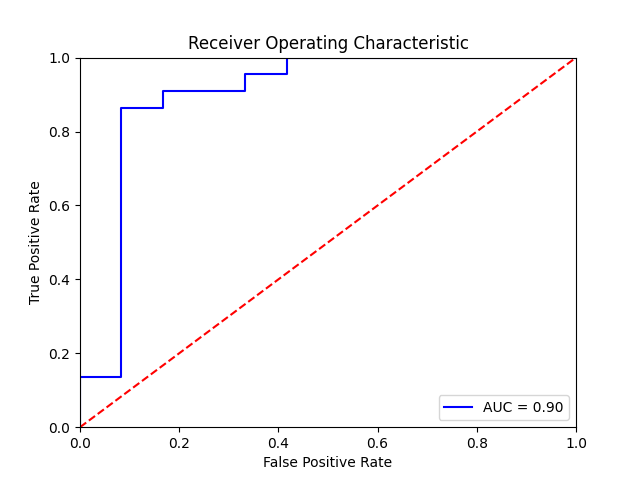 Receiver Operating Characteristic
True Positive Rate
1.0
0.8
0.6
0.4
0.2
0.0
AUC = 0.90
0.0 0.2 0.4 0.6 0.8 1.0
False Positive Rate